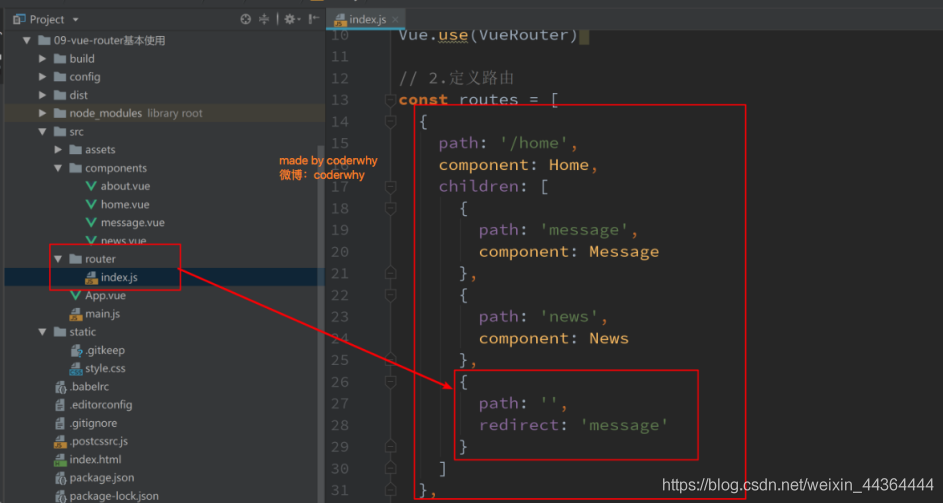 Project
index.js
09-vue-router基本使用
build
config
dist
node_modules library root
src
assets
components
about.vue
home.vue
message.vue
news.vue
router
index.js
App.vue
main.js
static
.gitkeep
style.css
.babelrc
.editorconfig
.gitignore
.postcssrc.js
index.html
package.json
package-lock.json
made by coderwhy
微博：coderwhy
10 Vue.use(VueRouter)
11
12 // 2.定义路由
13 const routes = [
14 {
15 path: '/home',
16 component: Home,
17 children: [
18 {
19 path: 'message',
20 component: Message
21 },
22 {
23 path: 'news',
24 component: News
25 },
26 {
27 path: '',
28 redirect: 'message'
29 }
30 ]
31 },
https://blog.csdn.net/weixin_44364444